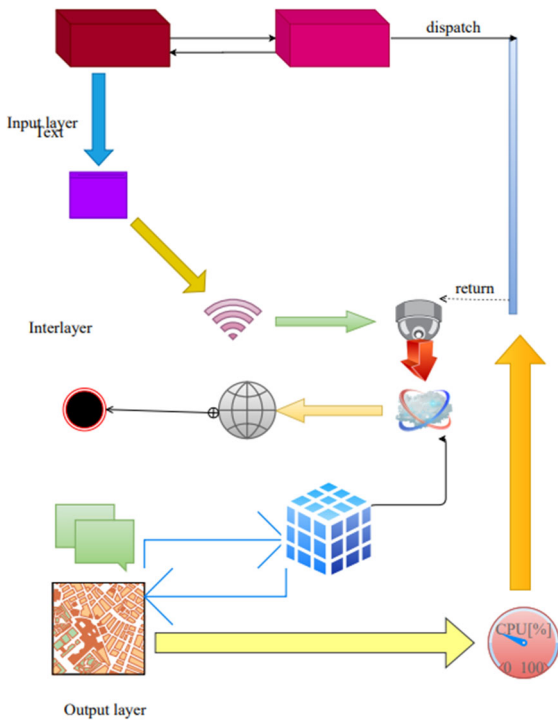 dispatch
Input layer
Text
return
Interlayer
CPU[%]
(0 100)
Output layer